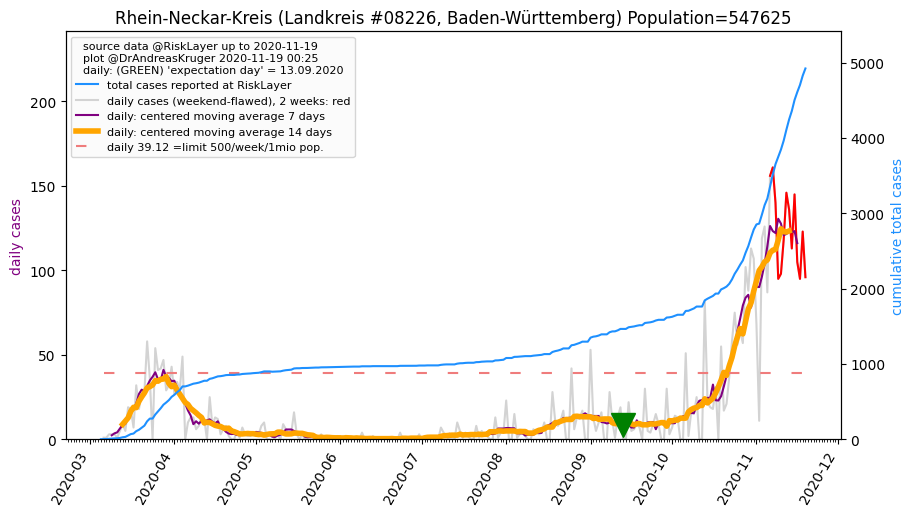 Rhein-Neckar-Kreis (Landkreis #08226, Baden-Württemberg) Population=547625
source data @RiskLayer up to 2020-11-19
plot @DrAndreasKruger 2020-11-19 00:25
daily: (GREEN) 'expectation day' = 13.09.2020
total cases reported at RiskLayer
daily cases (weekend-flawed), 2 weeks: red
daily: centered moving average 7 days
daily: centered moving average 14 days
daily 39.12 =limit 500/week/1mio pop.
daily cases
200
150
100
50
0
cumulative total cases
5000
4000
3000
2000
1000
0
2020-03
2020-04
2020-05
2020-06
2020-07
2020-08
2020-09
2020-10
2020-11
2020-12